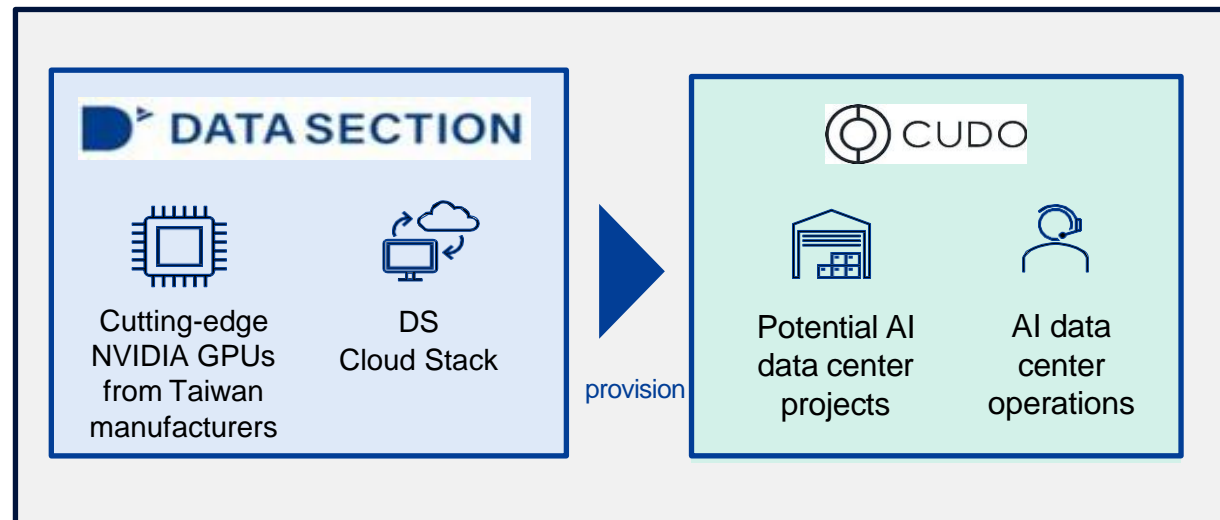 DATA SECTION
Cutting-edge
NVIDIA GPUs
from Taiwan
manufacturers
DS
Cloud Stack
provision
CUDO
Potential AI
data center
projects
AI data
center
operations